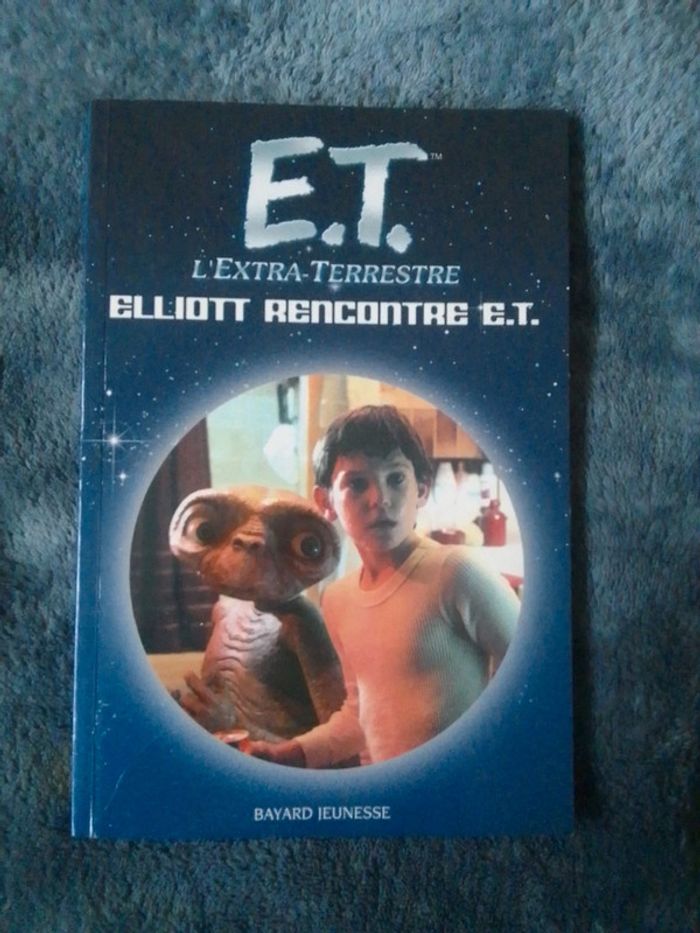 E.T.™
L'EXTRA-TERRESTRE
ELLIOTT RENCONTRE E.T.
BAYARD JEUNESSE